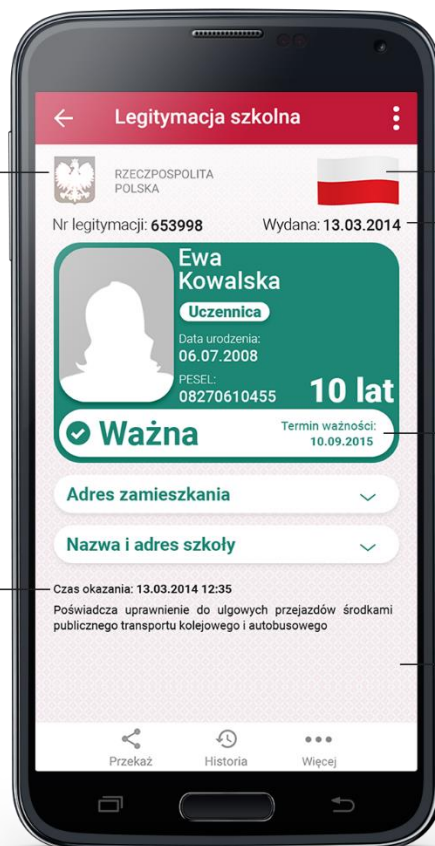 Legitymacja szkolna
RZECZPOSPOLITA
POLSKA
Nr legitymacji: 653998 Wydana: 13.03.2014
Ewa
Kowalska
Uczennica
Data urodzenia:
06.07.2008
PESEL:
08270610455 10 lat
Ważna Termin ważności:
10.09.2015
Adres zamieszkania
Nazwa i adres szkoły
Czas okazania: 13.03.2014 12:35
Poświadcza uprawnienie do ulgowych przejazdów środkami
publicznego transportu kolejowego i autobusowego
Przekaż Historia Więcej